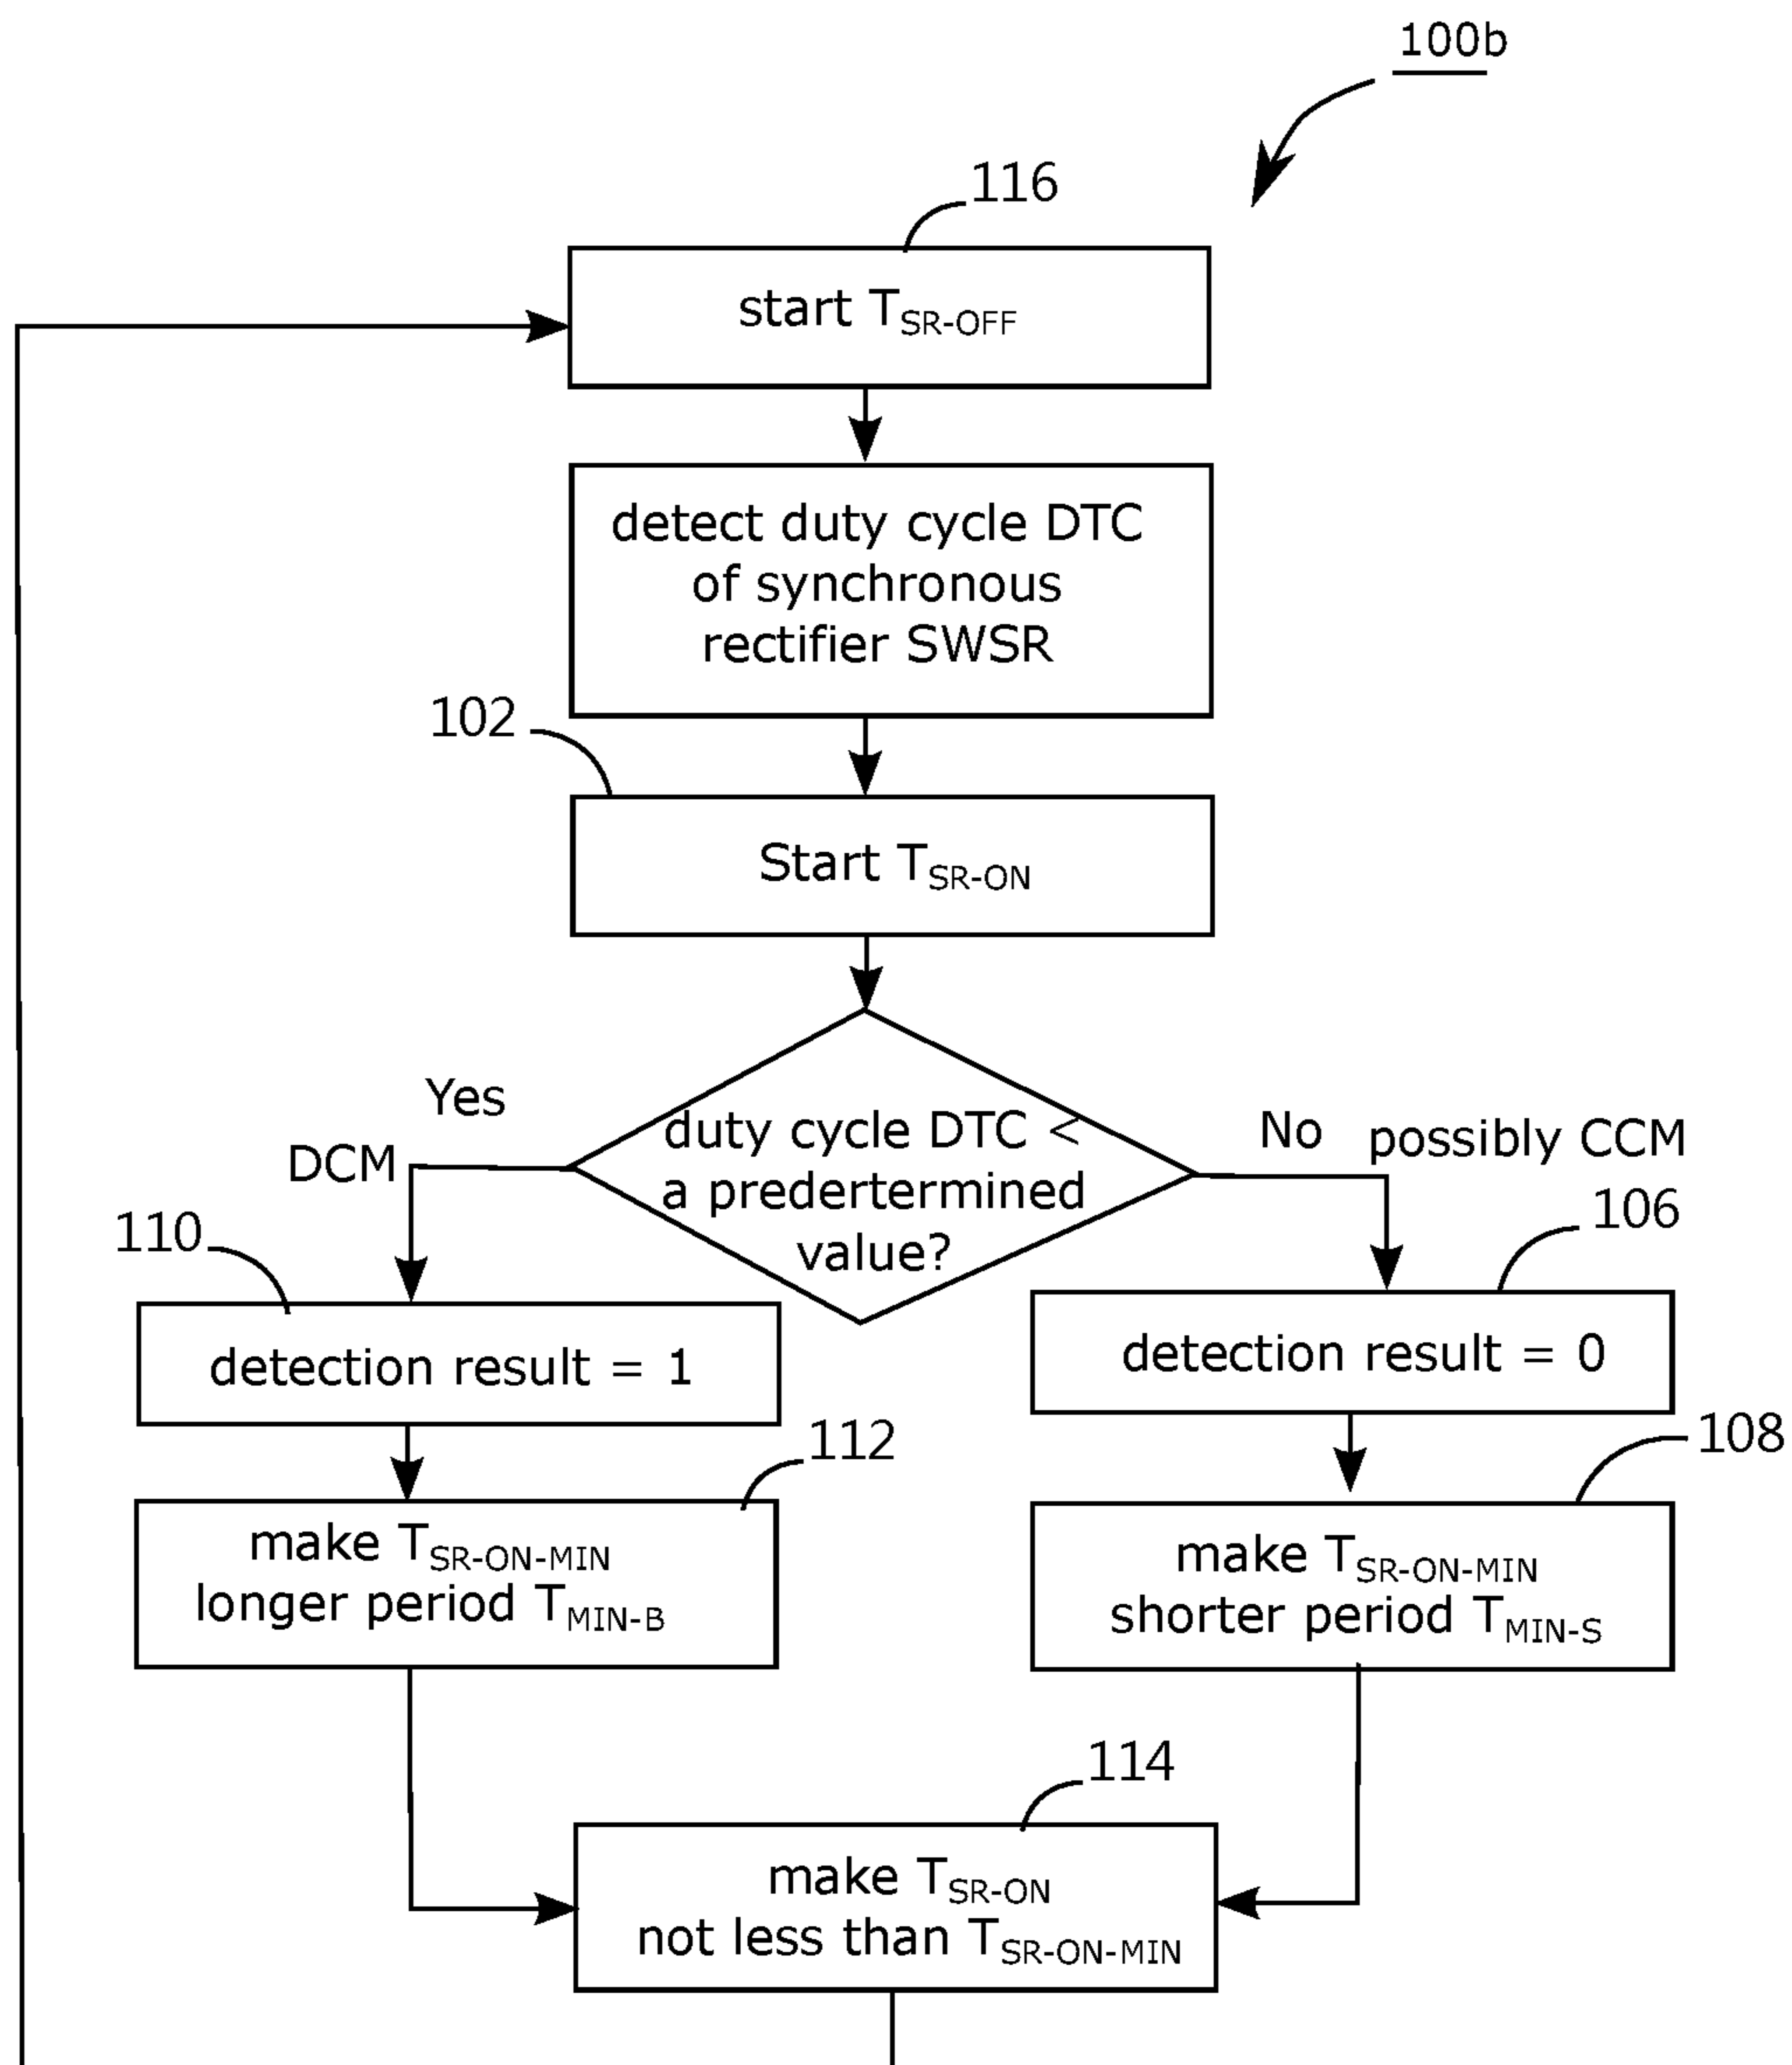 100b
116
start TSR-OFF
detect duty cycle DTC
of synchronous
rectifier SWSR
102
Start TSR-ON
Yes
DCM
duty cycle DTC <
a predertermined
value?
No
possibly CCM
110
detection result = 1
106
detection result = 0
112
make TSR-ON-MIN
longer period TMIN-B
108
make TSR-ON-MIN
shorter period TMIN-S
114
make TSR-ON
not less than TSR-ON-MIN